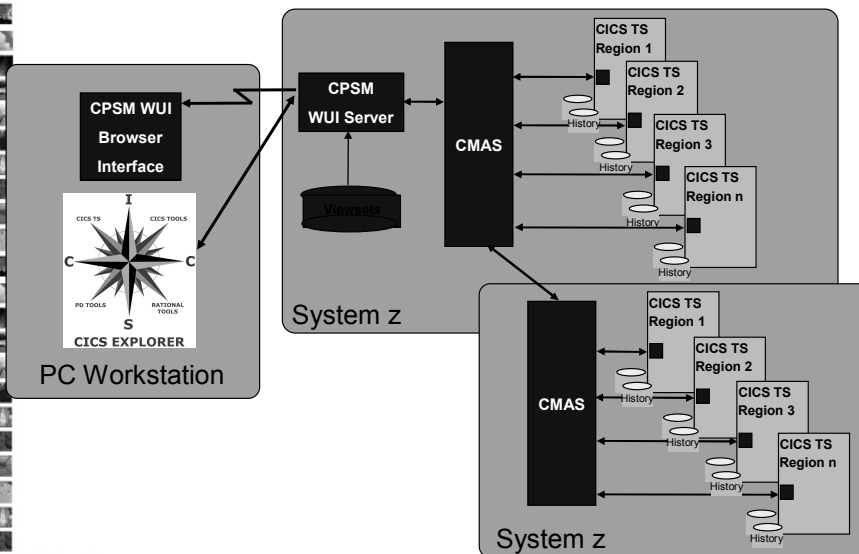 CPSM WUI
Browser
Interface
I
CICS TS
CICS TOOLS
C
C
PD TOOLS
RATIONAL
TOOLS
S
CICS EXPLORER
PC Workstation
CPSM
WUI Server
Viewsets
CMAS
CICS TS
Region 1
History
CICS TS
Region 2
History
CICS TS
Region 3
History
CICS TS
Region n
History
System z
CMAS
CICS TS
Region 1
History
CICS TS
Region 2
History
CICS TS
Region 3
History
CICS TS
Region n
History
System z